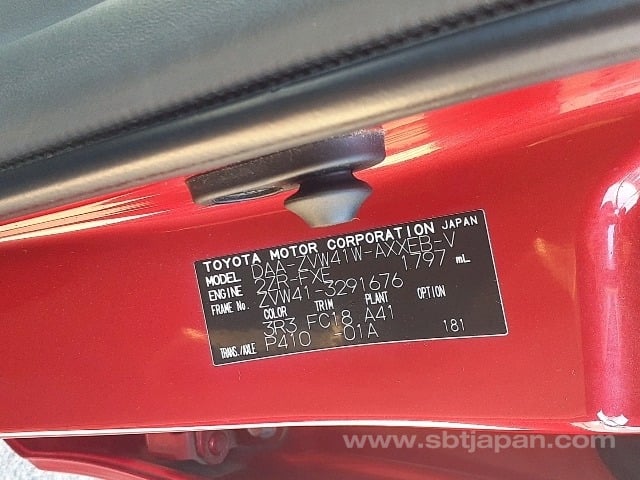 TOYOTA MOTOR CORPORATION JAPAN
MODEL DAA-ZVW41W-AXXEB-V
ENGINE 2ZR-FXE 1797 mL
FRAME No. ZVW41-3291676
COLOR TRIM PLANT OPTION
3R3 FC18 A41
TRANS./AXLE P410 -01A 181
www.sbtjapan.com